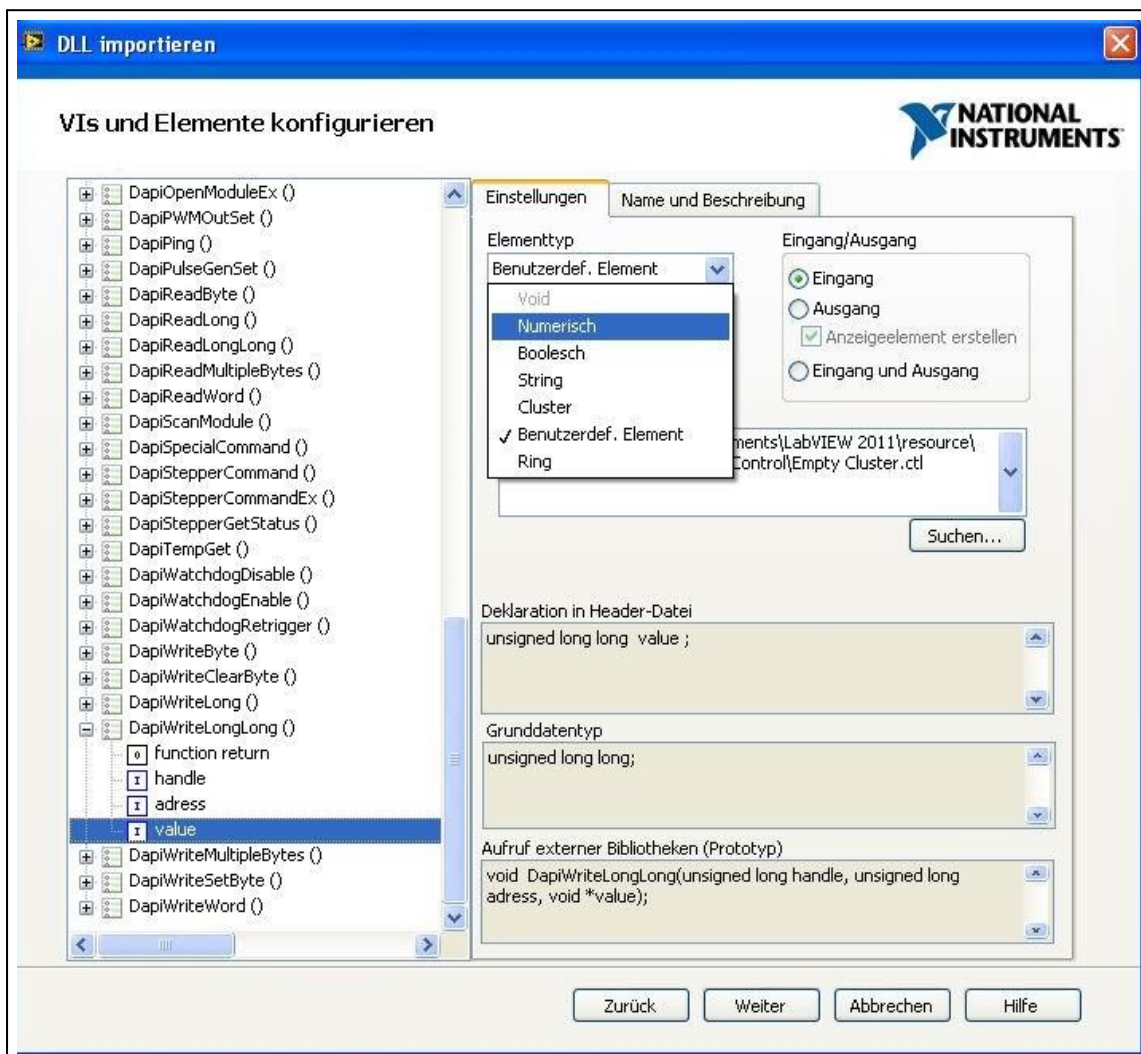 DLL importieren
VIs und Elemente konfigurieren
NATIONAL
INSTRUMENTS
DapiOpenModuleEx ()
DapiPWMOutSet ()
DapiPing ()
DapiPulseGenSet ()
DapiReadByte ()
DapiReadLong ()
DapiReadLongLong ()
DapiReadMultipleBytes ()
DapiReadWord ()
DapiScanModule ()
DapiSpecialCommand ()
DapiStepperCommand ()
DapiStepperCommandEx ()
DapiStepperGetStatus ()
DapiTempGet ()
DapiWatchdogDisable ()
DapiWatchdogEnable ()
DapiWatchdogRetrigger ()
DapiWriteByte ()
DapiWriteClearByte ()
DapiWriteLong ()
DapiWriteLongLong ()
function return
handle
adress
value
DapiWriteMultipleBytes ()
DapiWriteSetByte ()
DapiWriteWord ()
Einstellungen
Name und Beschreibung
Elementtyp
Benutzerdef. Element
Void
Numerisch
Boolesch
String
Cluster
Benutzerdef. Element
Ring
Eingang/Ausgang
Eingang
Ausgang
Anzeigeelement erstellen
Eingang und Ausgang
ments\LabVIEW 2011\resource\
Control\Empty Cluster.ctl
Suchen...
Deklaration in Header-Datei
unsigned long long value ;
Grunddatentyp
unsigned long long;
Aufruf externer Bibliotheken (Prototyp)
void DapiWriteLongLong(unsigned long handle, unsigned long
adress, void *value);
Zurück
Weiter
Abbrechen
Hilfe